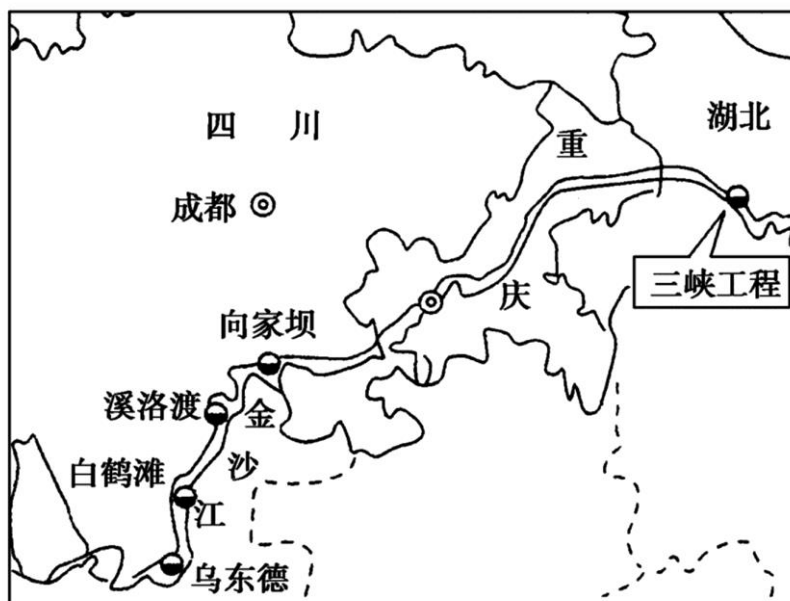 四 川
湖北
重
成都
三峡工程
庆
向家坝
溪洛渡
金
白鹤滩
沙
江
乌东德